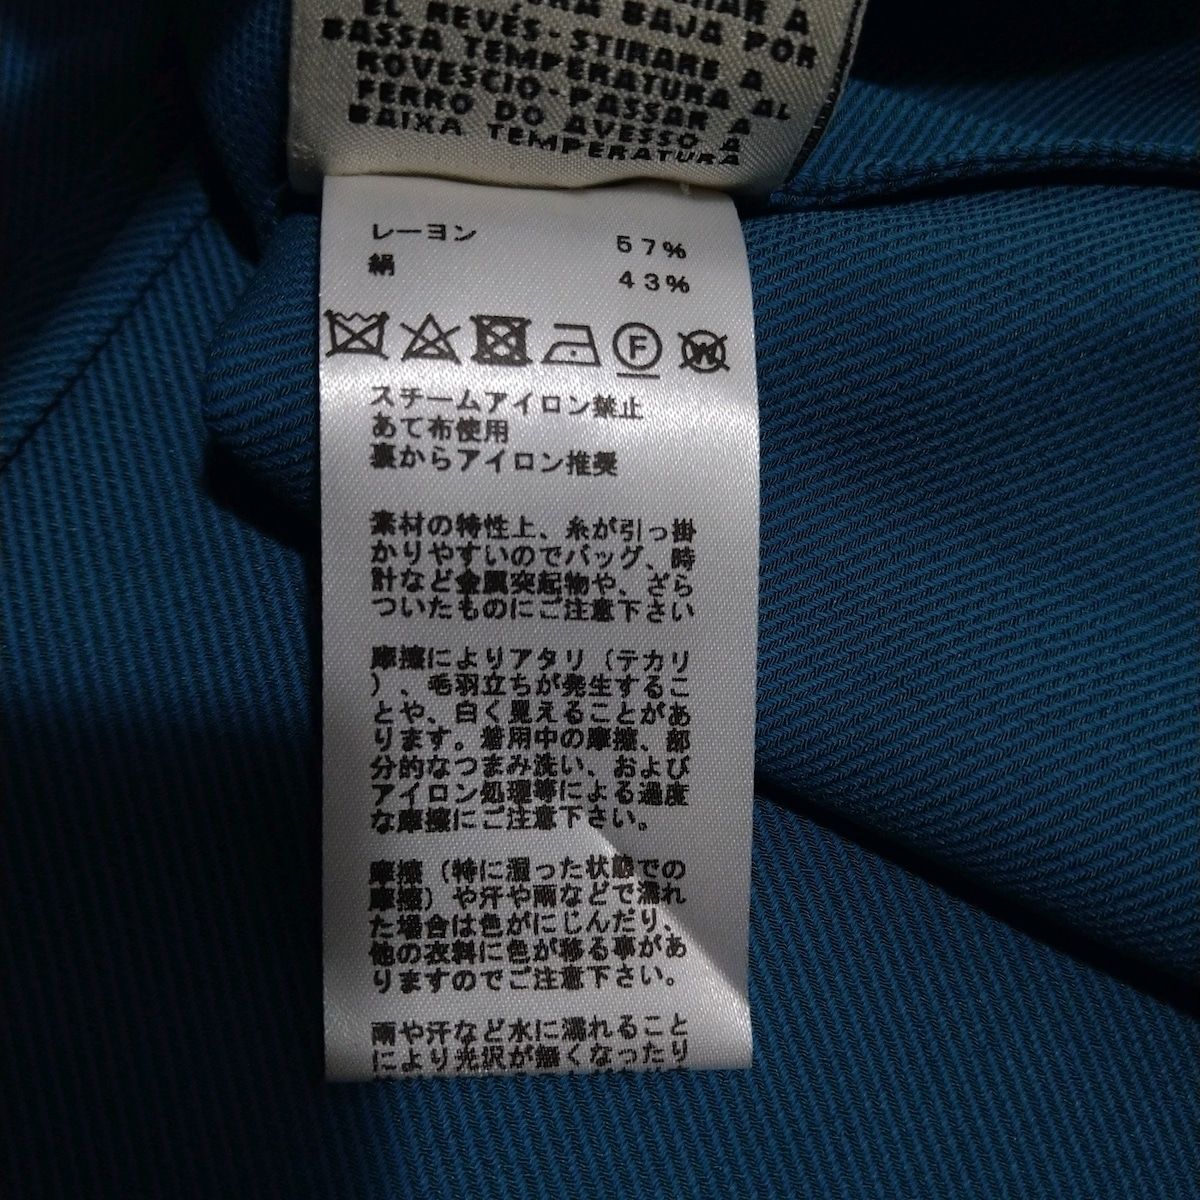 BAJA POR
EL REVÉS-STIRARE A
BASSA TEMPERATURA AL
ROVESCIO-PASSAR A
FERRO DO AVESSO A
BAIXA TEMPERATURA
レーヨン 57%
絹 43%
F W
スチームアイロン禁止
あて布使用
裏からアイロン推奨
素材の特性上、糸が引っ掛
かりやすいのでバッグ、時
計など金属突起物や、ざら
ついたものにご注意下さい
摩擦によりアタリ(テカリ
)、毛羽立ちが発生するこ
とや、白く見えることがあ
ります。着用中の摩擦、部
分的なつまみ洗い、および
アイロン処理等による過度
な摩擦にご注意下さい。
摩擦(特に湿った状態での
摩擦)や汗や雨などで濡れ
た場合は色がにじんだり、
他の衣料に色が移る事があ
りますのでご注意下さい。
雨や汗など水に濡れること
により光沢が無くなったり